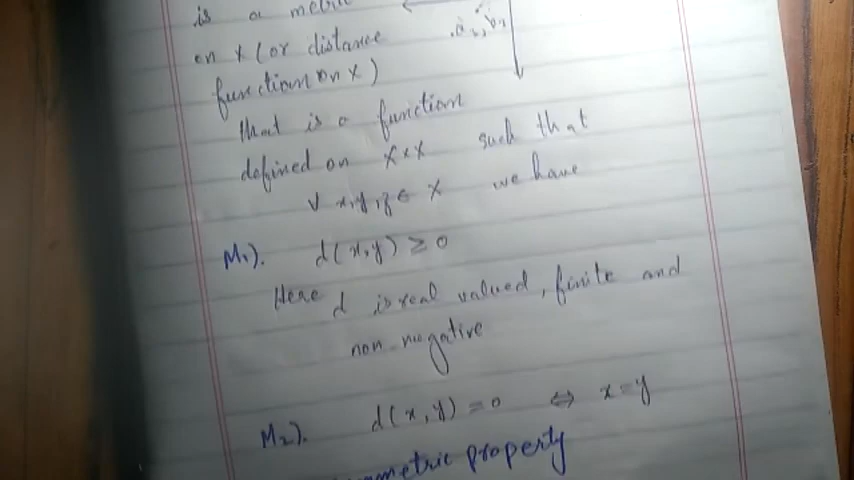 is a metric
on X (or distance
function on X)
that is a function
defined on X×X such that
∀ x,y,z ∈ X we have
M₁). d(x,y) ≥ 0
Here d is real valued, finite and
non negative
M₂). d(x,y) = 0 ⇔ x=y
property